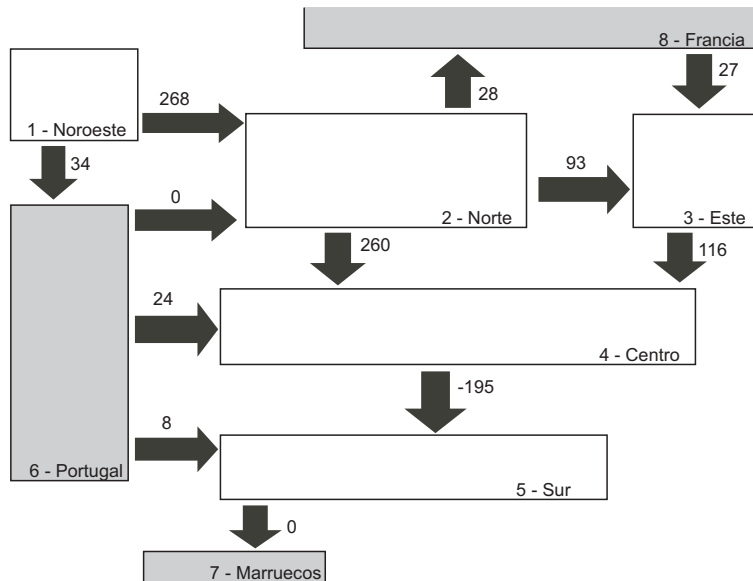 8 - Francia
27
28
268
1 - Noroeste
34
0
93
2 - Norte
3 - Este
260
116
24
4 - Centro
-195
8
6 - Portugal
5 - Sur
0
7 - Marruecos